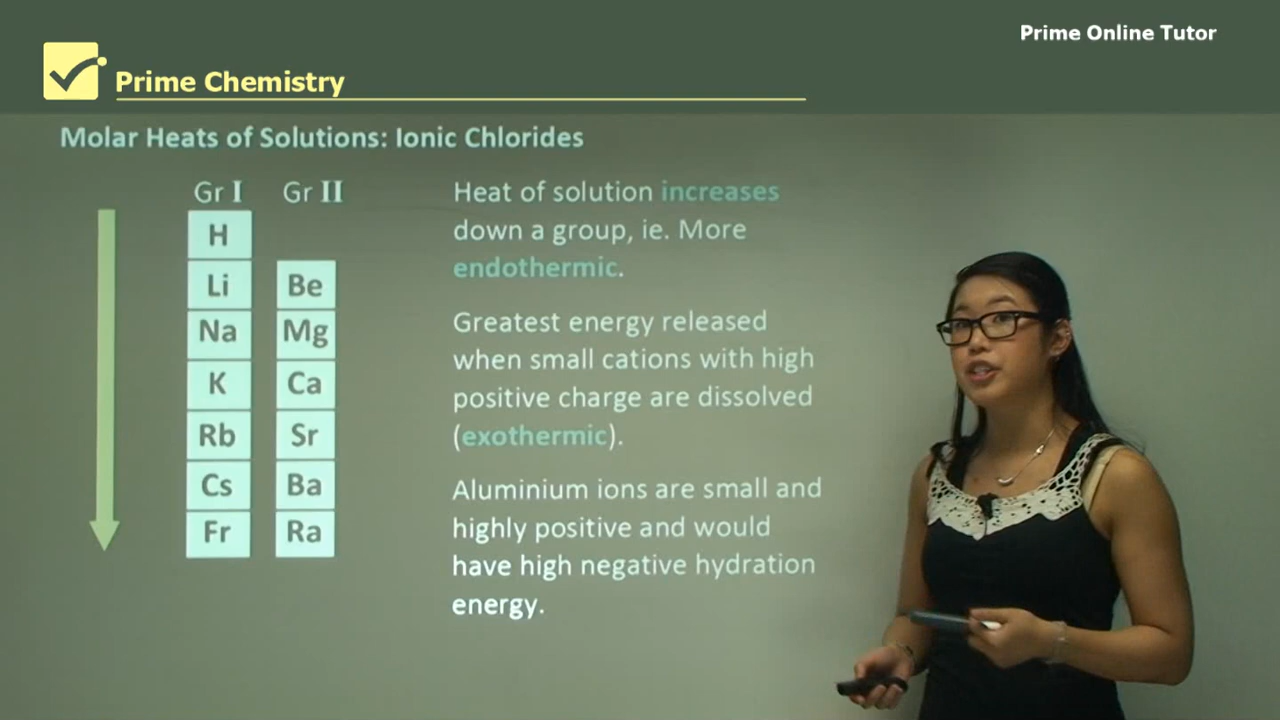 Prime Online Tutor
Prime Chemistry
Molar Heats of Solutions: Ionic Chlorides
Gr I Gr II
H
Li Be
Na Mg
K Ca
Rb Sr
Cs Ba
Fr Ra
Heat of solution increases
down a group, ie. More
endothermic.
Greatest energy released
when small cations with high
positive charge are dissolved
(exothermic).
Aluminium ions are small and
highly positive and would
have high negative hydration
energy.